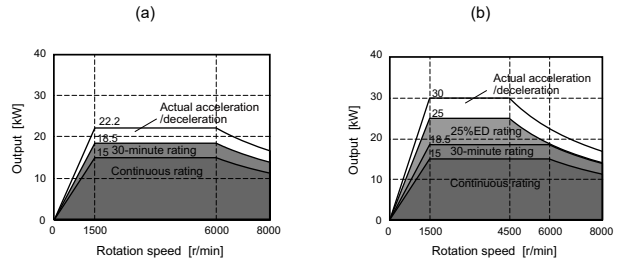 (a)
40
30
20
10
0
Output [kW]
22.2
18.5
15
Actual acceleration
/deceleration
30-minute rating
Continuous rating
0
1500
6000
8000
Rotation speed [r/min]
(b)
40
30
20
10
0
Output [kW]
30
25
18.5
15
Actual acceleration
/deceleration
25%ED rating
30-minute rating
Continuous rating
0
1500
4500
6000
8000
Rotation speed [r/min]